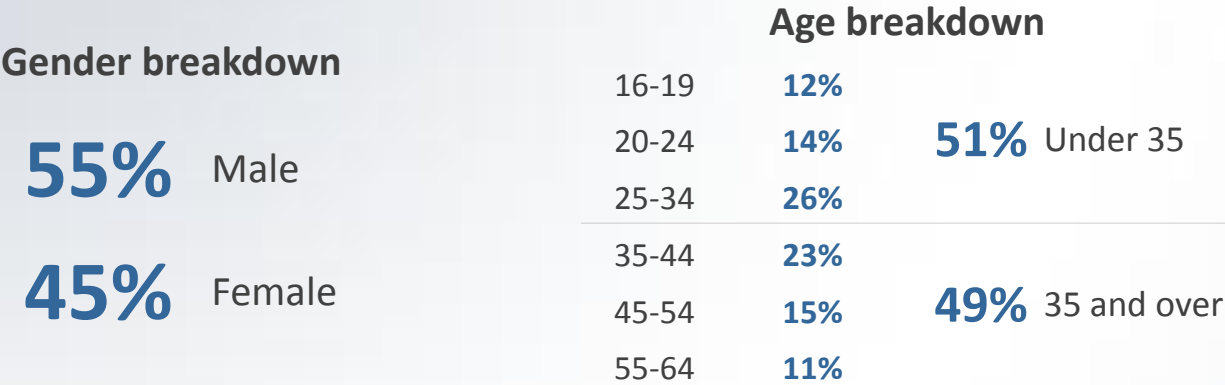 Gender breakdown
55% Male
45% Female
Age breakdown
16-19 12%
20-24 14%
25-34 26%
51% Under 35
35-44 23%
45-54 15%
55-64 11%
49% 35 and over